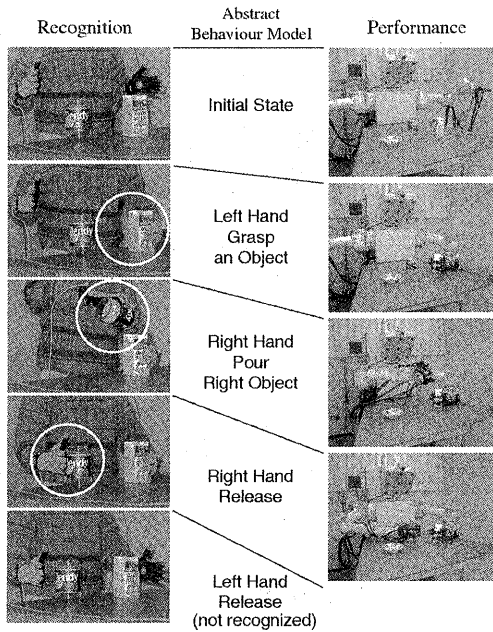 Recognition
Abstract
Behaviour Model
Performance
Initial State
Left Hand
Grasp
an Object
Right Hand
Pour
Right Object
Right Hand
Release
Left Hand
Release
(not recognized)